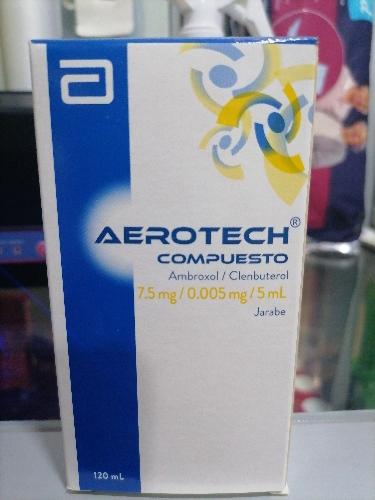 AEROTECH®
COMPUESTO
Ambroxol / Clenbuterol
7.5 mg / 0.005 mg / 5 mL
Jarabe
120 mL